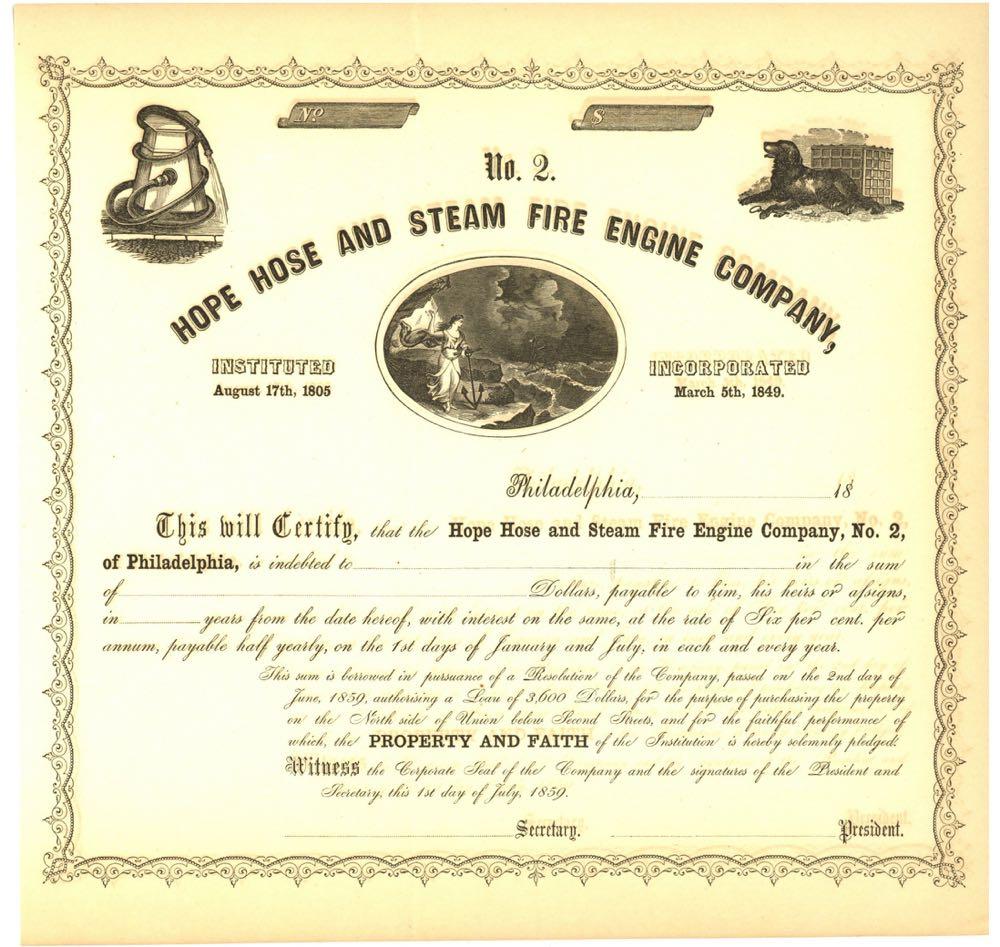 No
$
No. 2.
HOPE HOSE AND STEAM FIRE ENGINE COMPANY,
INSTITUTED
August 17th, 1805
INCORPORATED
March 5th, 1849.
Philadelphia, 18
This will Certify, that the Hope Hose and Steam Fire Engine Company, No. 2,
of Philadelphia, is indebted to in the sum
of Dollars, payable to him, his heirs or assigns,
in years from the date hereof, with interest on the same, at the rate of Six per cent. per
annum, payable half yearly, on the 1st days of January and July, in each and every year.
This sum is borrowed in pursuance of a Resolution of the Company, passed on the 2nd day of
June, 1859, authorising a Loan of 3,600 Dollars, for the purpose of purchasing the property
on the North side of Union below Second Streets, and for the faithful performance of
which, the PROPERTY AND FAITH of the Institution is hereby solemnly pledged.
Witness the Corporate Seal of the Company and the signatures of the President and
Secretary, this 1st day of July, 1859.
Secretary. President.